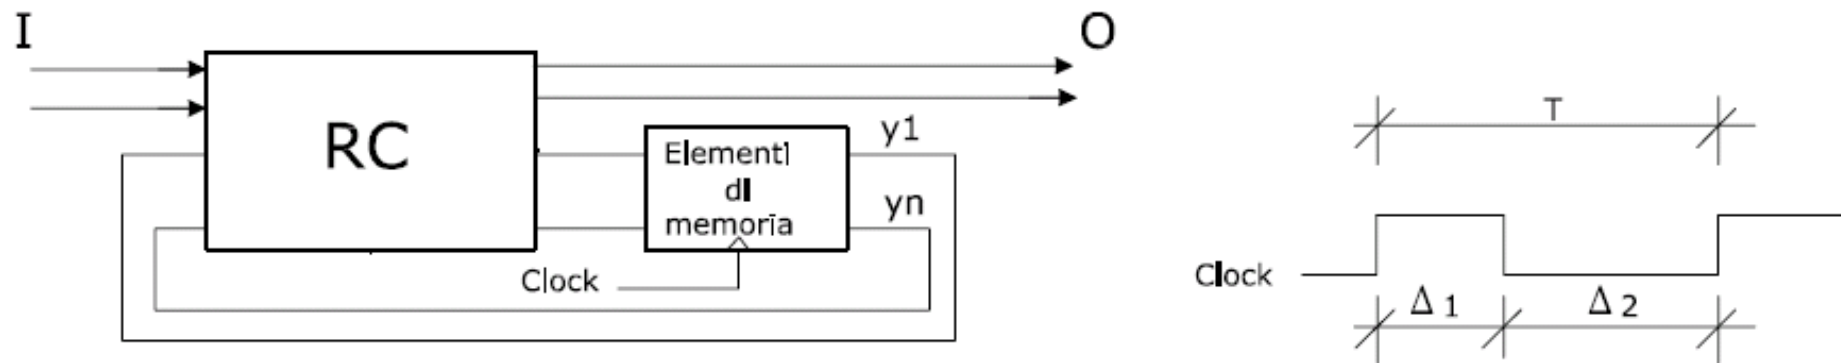 I
O
RC
Elementi
di
memoria
y1
yn
Clock
T
Clock
Δ 1
Δ 2